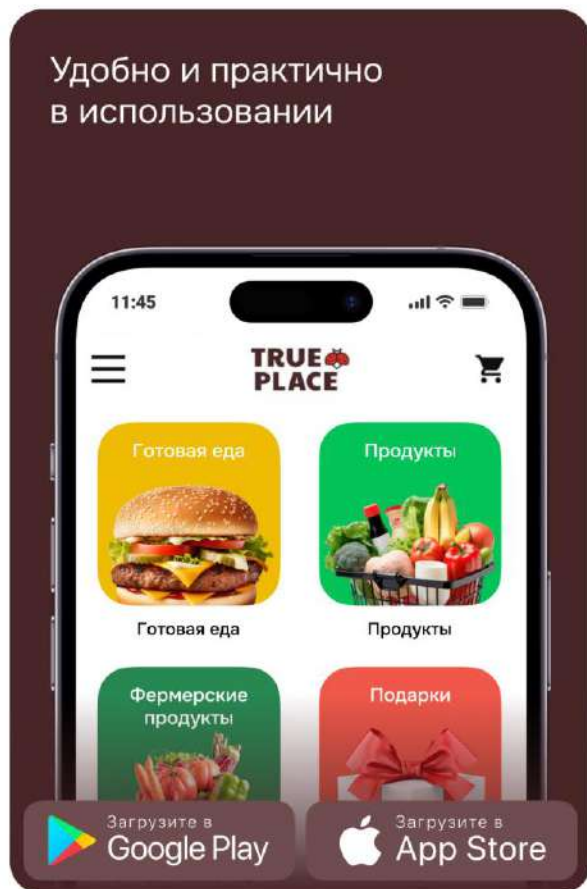 Удобно и практично
в использовании
11:45
TRUE
PLACE
Готовая еда
Продукты
Готовая еда
Продукты
Фермерские
продукты
Подарки
Загрузите в
Google Play
Загрузите в
App Store